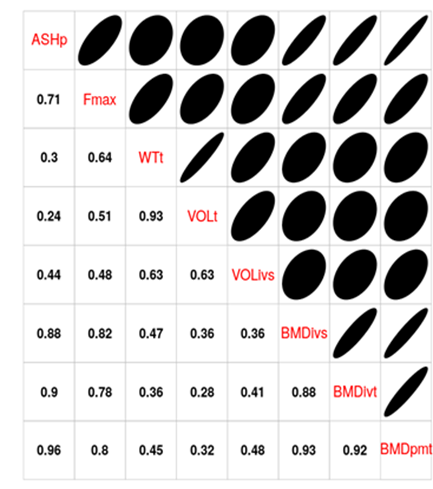 ASHp
0.71 Fmax
0.3 0.64 WTt
0.24 0.51 0.93 VOLt
0.44 0.48 0.63 0.63 VOLivs
0.88 0.82 0.47 0.36 0.36 BMDivs
0.9 0.78 0.36 0.28 0.41 0.88 BMDivt
0.96 0.8 0.45 0.32 0.48 0.93 0.92 BMDpmt